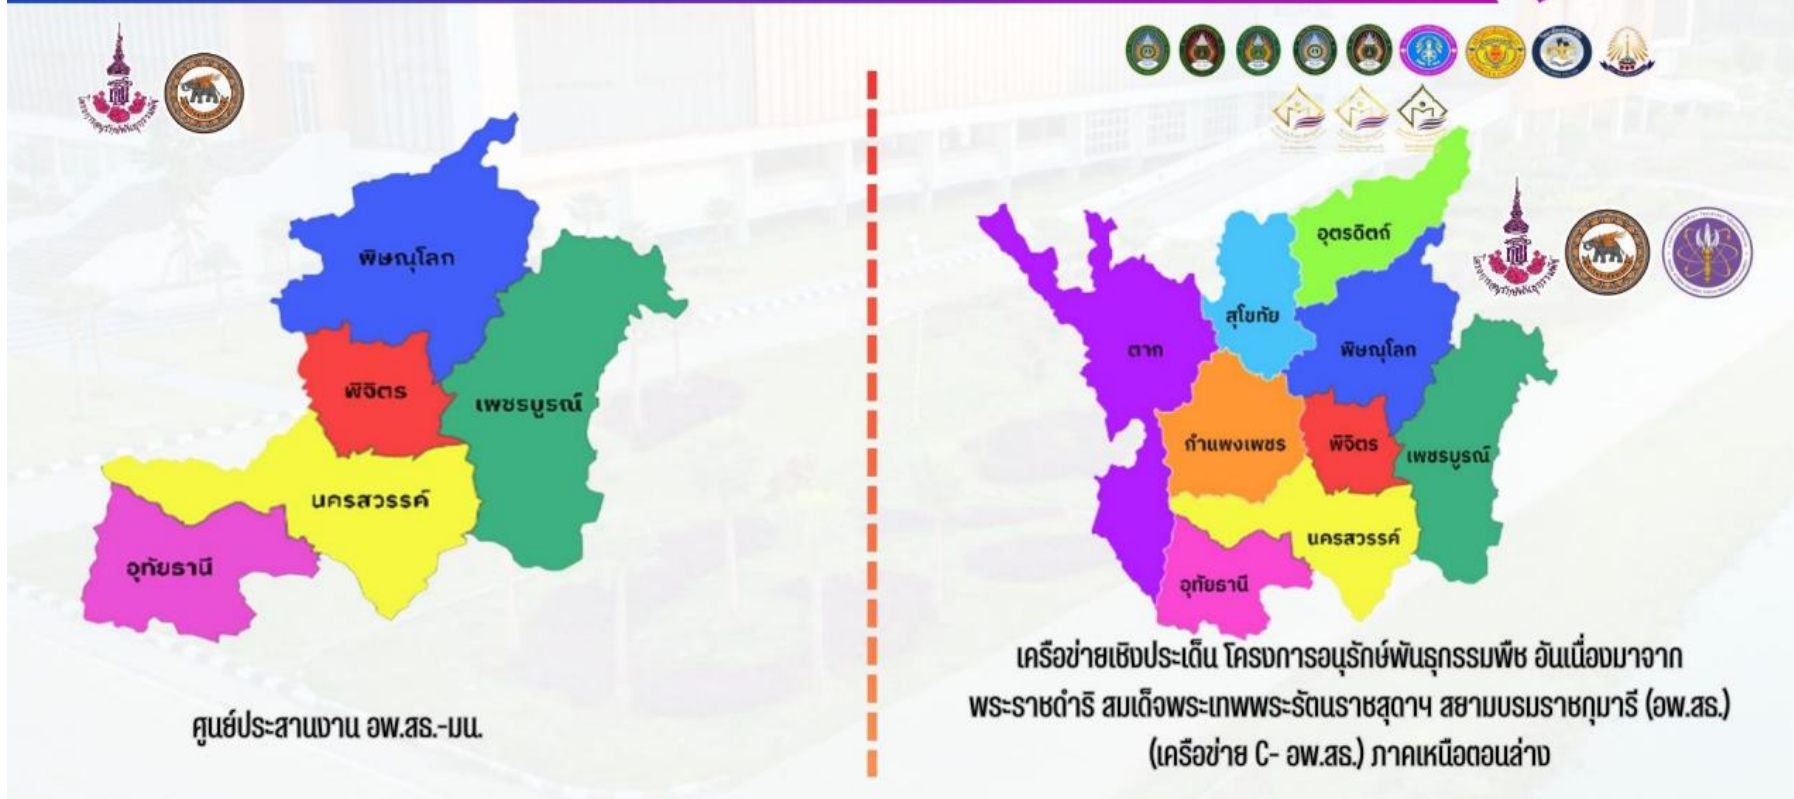 พิษณุโลก
พิจิตร
เพชรบูรณ์
นครสวรรค์
อุทัยธานี
ศูนย์ประสานงาน อพ.สธ.-มน.
อุตรดิตถ์
สุโขทัย
ตาก
พิษณุโลก
กำแพงเพชร
พิจิตร
เพชรบูรณ์
นครสวรรค์
อุทัยธานี
เครือข่ายเชิงประเด็น โครงการอนุรักษ์พันธุกรรมพืช อันเนื่องมาจาก
พระราชดำริ สมเด็จพระเทพพระรัตนราชสุดาฯ สยามบรมราชกุมารี (อพ.สธ.)
(เครือข่าย C- อพ.สธ.) ภาคเหนือตอนล่าง